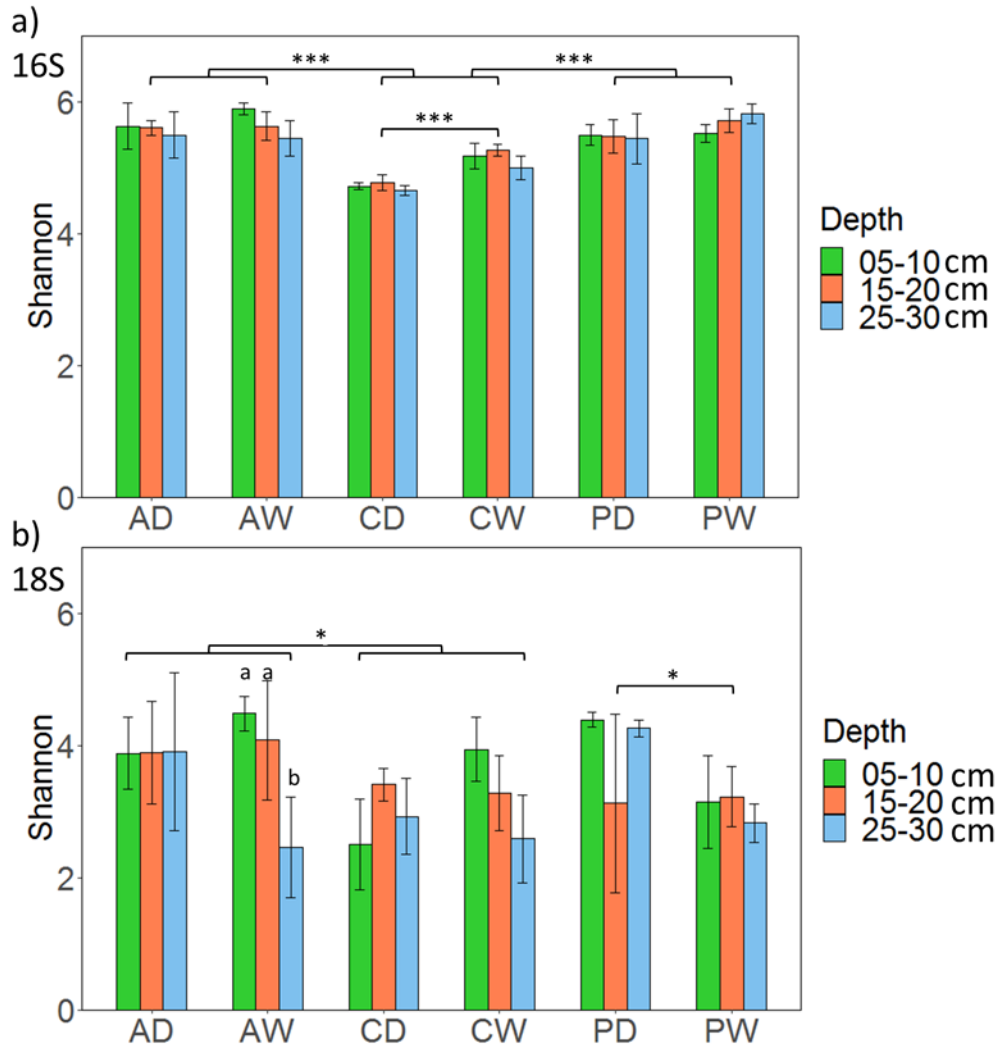 a)
16S
*** ***
***
6
4
2
0
Shannon
AD AW CD CW PD PW
Depth
05-10 cm
15-20 cm
25-30 cm
b)
18S
*
a a
*
b
6
4
2
0
Shannon
AD AW CD CW PD PW
Depth
05-10 cm
15-20 cm
25-30 cm